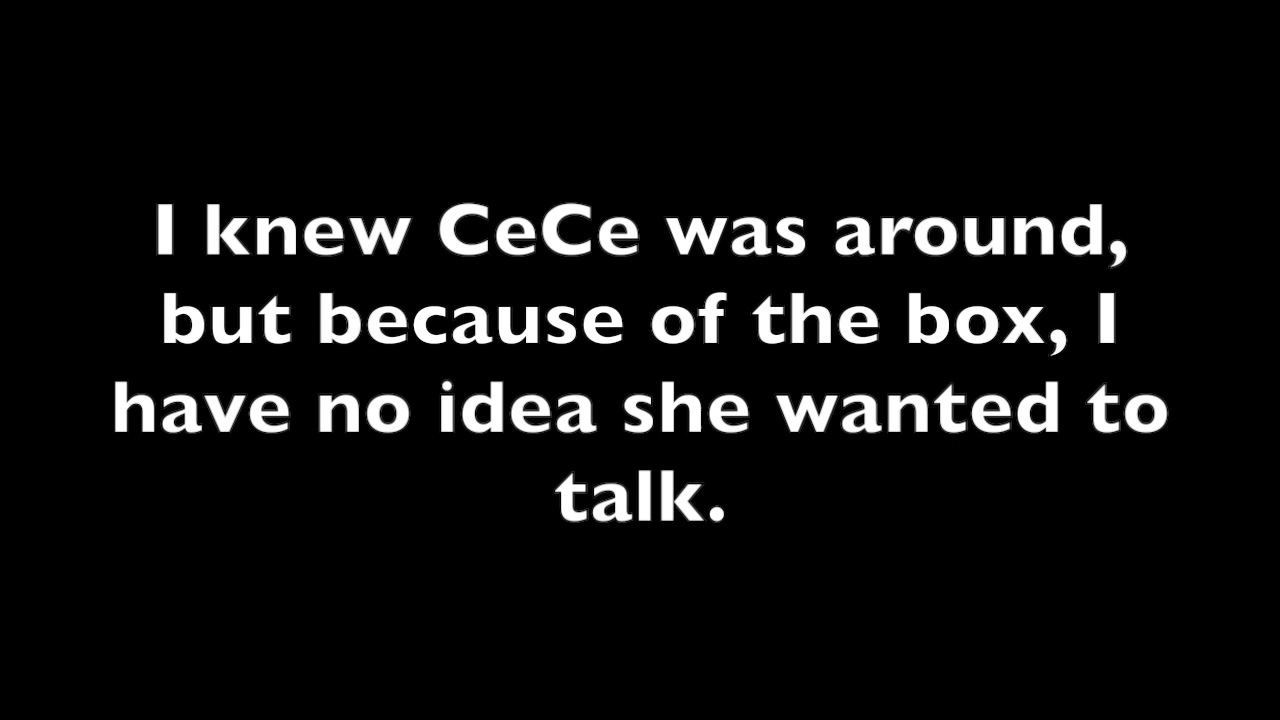 I knew CeCe was around,
but because of the box, I
have no idea she wanted to
talk.